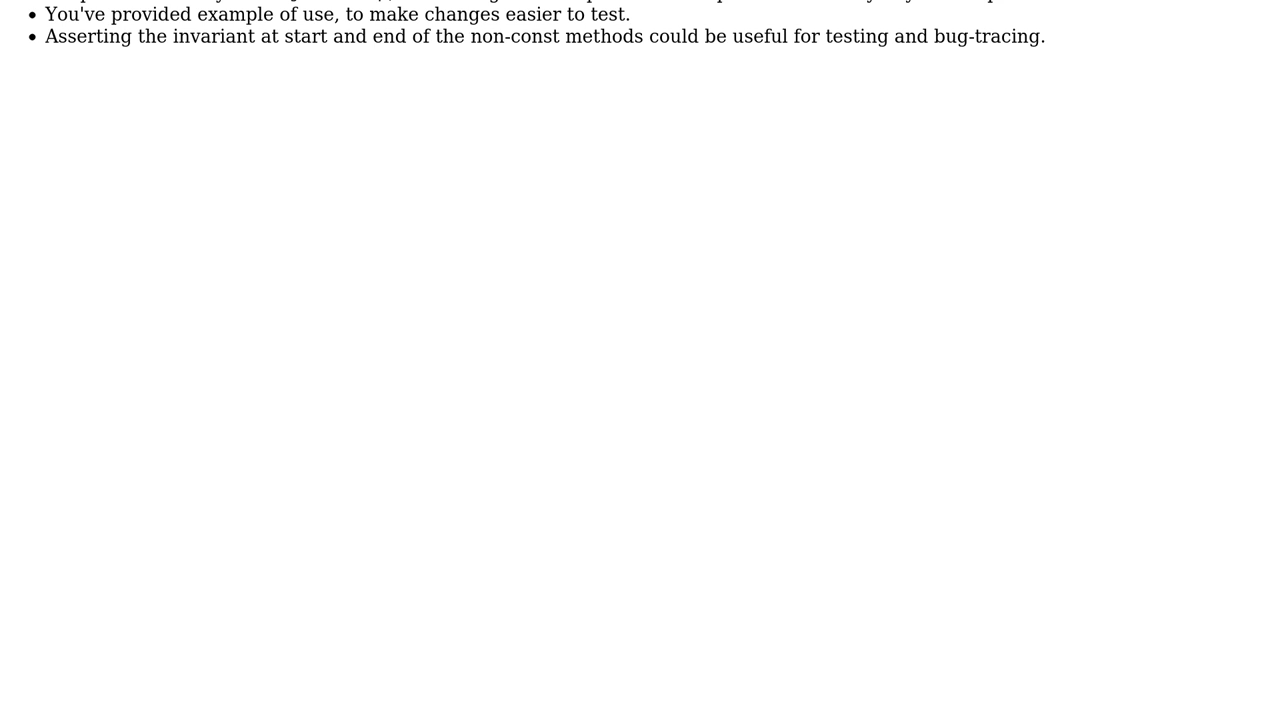 You've provided example of use, to make changes easier to test.
Asserting the invariant at start and end of the non-const methods could be useful for testing and bug-tracing.